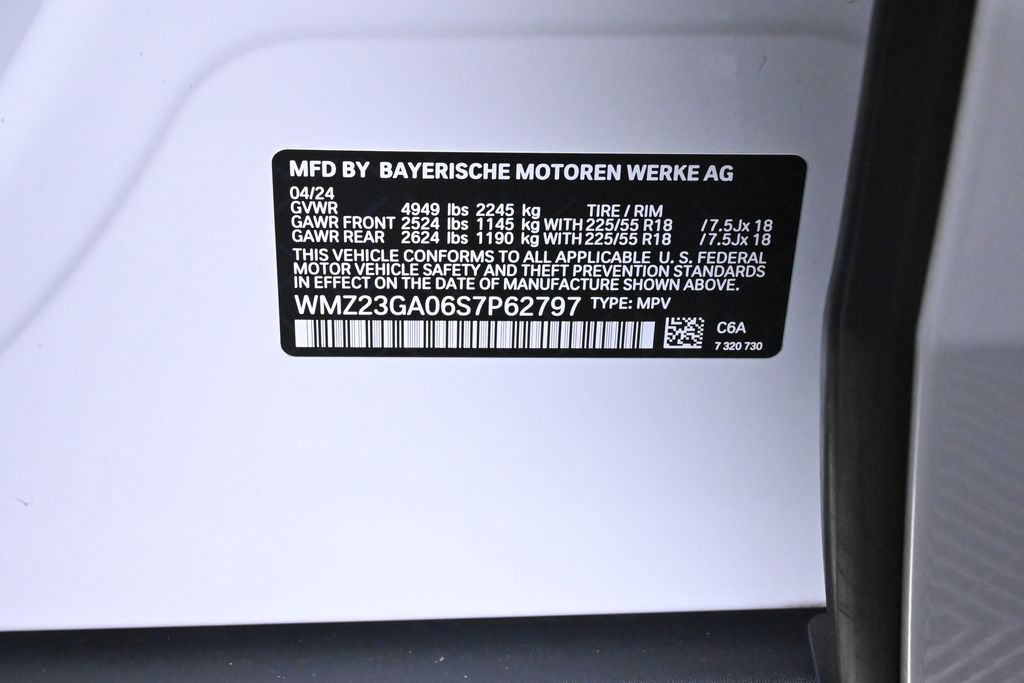 MFD BY BAYERISCHE MOTOREN WERKE AG
04/24
GVWR 4949 lbs 2245 kg TIRE / RIM
GAWR FRONT 2524 lbs 1145 kg WITH 225/55 R18 /7.5Jx 18
GAWR REAR 2624 lbs 1190 kg WITH 225/55 R18 /7.5Jx 18
THIS VEHICLE CONFORMS TO ALL APPLICABLE U. S. FEDERAL
MOTOR VEHICLE SAFETY AND THEFT PREVENTION STANDARDS
IN EFFECT ON THE DATE OF MANUFACTURE SHOWN ABOVE.
WMZ23GA06S7P62797 TYPE: MPV
C6A
7 320 730